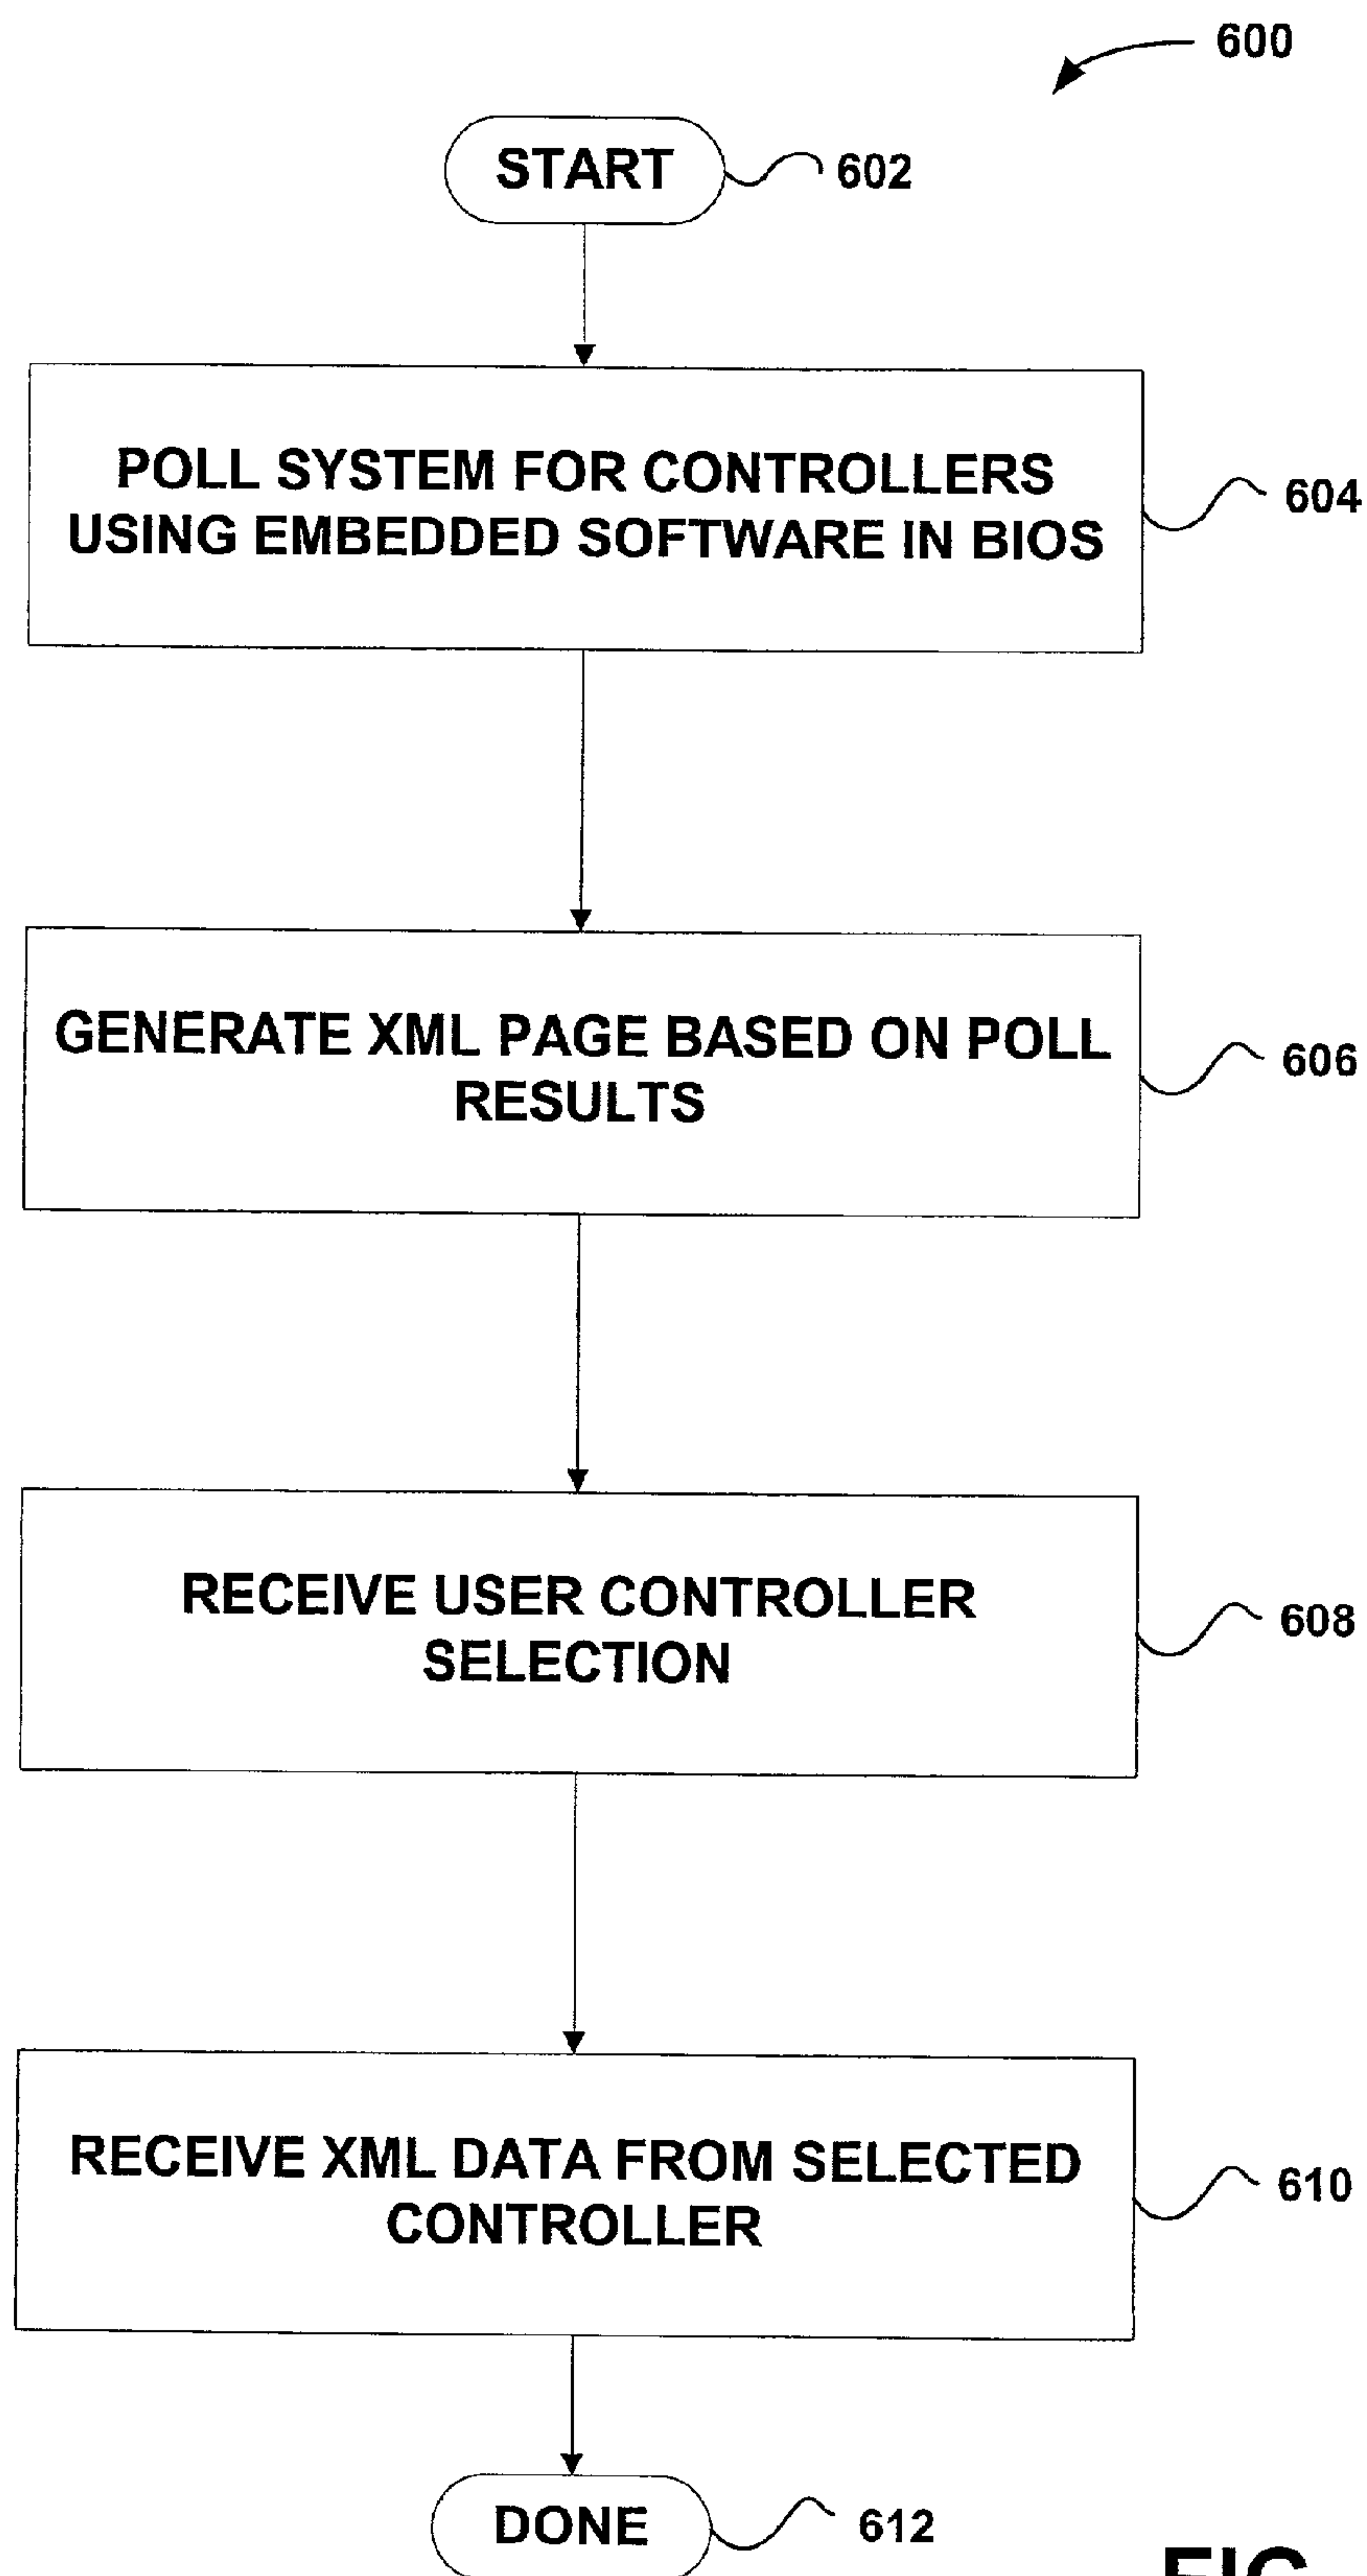 600
START
602
POLL SYSTEM FOR CONTROLLERS
USING EMBEDDED SOFTWARE IN BIOS
604
GENERATE XML PAGE BASED ON POLL
RESULTS
606
RECEIVE USER CONTROLLER
SELECTION
608
RECEIVE XML DATA FROM SELECTED
CONTROLLER
610
DONE
612
FIG